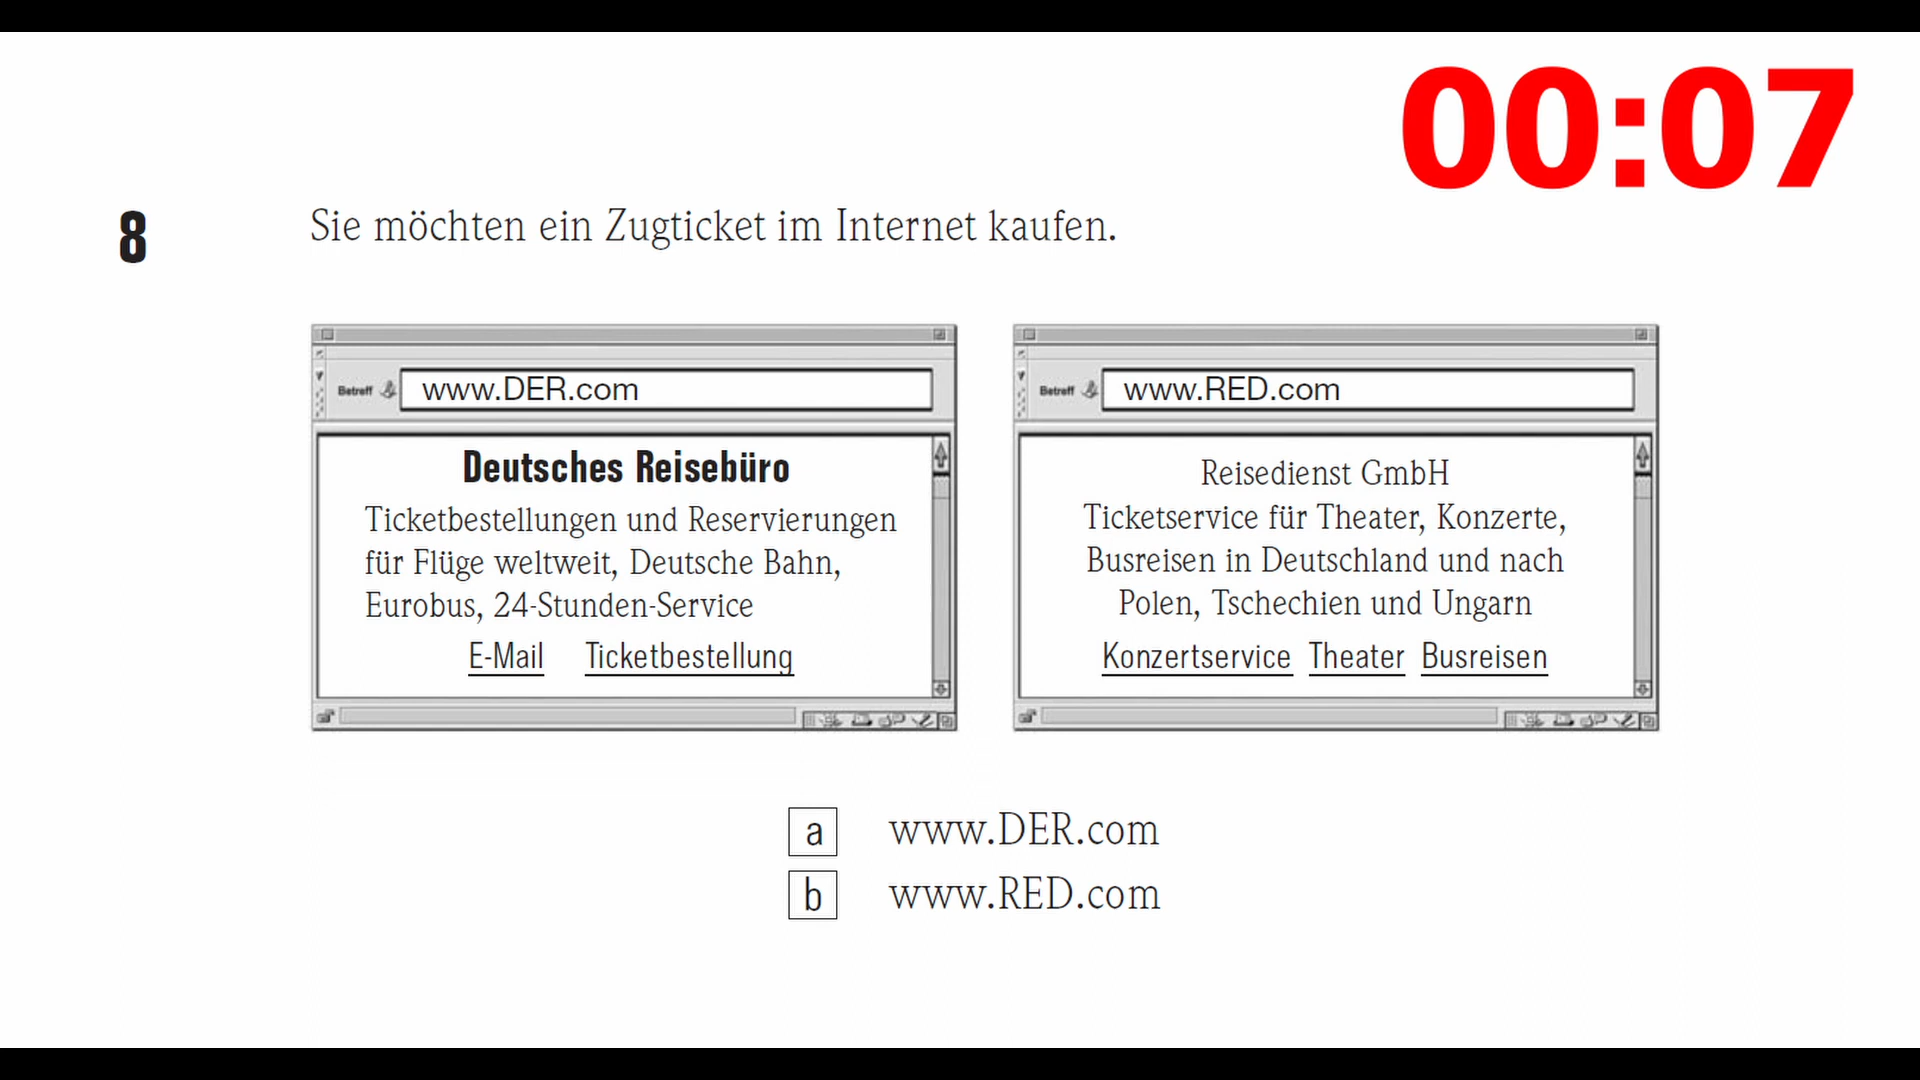 00:07
8
Sie möchten ein Zugticket im Internet kaufen.
Betreff
www.DER.com
Deutsches Reisebüro
Ticketbestellungen und Reservierungen
für Flüge weltweit, Deutsche Bahn,
Eurobus, 24-Stunden-Service
E-Mail Ticketbestellung
Betreff
www.RED.com
Reisedienst GmbH
Ticketservice für Theater, Konzerte,
Busreisen in Deutschland und nach
Polen, Tschechien und Ungarn
Konzertservice Theater Busreisen
a www.DER.com
b www.RED.com